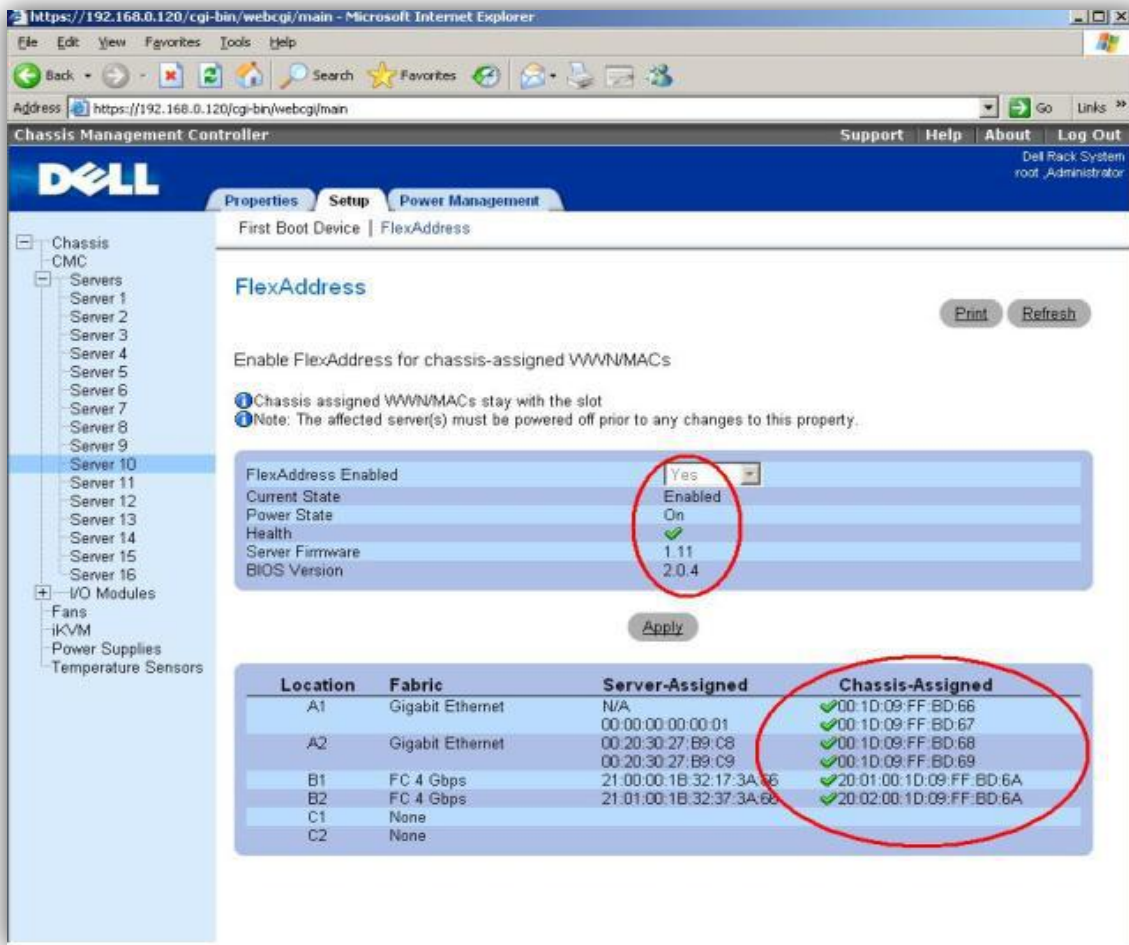 https://192.168.0.120/cgi-bin/webcgi/main - Microsoft Internet Explorer
File Edit View Favorites Tools Help
Back Search Favorites
Address https://192.168.0.120/cgi-bin/webcgi/main Go Links »
Chassis Management Controller Support Help About Log Out
Dell Rack System
root ,Administrator
DELL
Properties Setup Power Management
First Boot Device | FlexAddress
Chassis
CMC
Servers
Server 1
Server 2
Server 3
Server 4
Server 5
Server 6
Server 7
Server 8
Server 9
Server 10
Server 11
Server 12
Server 13
Server 14
Server 15
Server 16
I/O Modules
Fans
iKVM
Power Supplies
Temperature Sensors
FlexAddress
Print Refresh
Enable FlexAddress for chassis-assigned WWN/MACs
Chassis assigned WWN/MACs stay with the slot
Note: The affected server(s) must be powered off prior to any changes to this property.
FlexAddress Enabled Yes
Current State Enabled
Power State On
Health
Server Firmware 1.11
BIOS Version 2.0.4
Apply
Location Fabric Server-Assigned Chassis-Assigned
A1 Gigabit Ethernet N/A 00:1D:09:FF:BD:66
00:00:00:00:00:01 00:1D:09:FF:BD:67
A2 Gigabit Ethernet 00:20:30:27:B9:C8 00:1D:09:FF:BD:68
00:20:30:27:B9:C9 00:1D:09:FF:BD:69
B1 FC 4 Gbps 20:01:00:1D:09:FF:BD:6A
B2 FC 4 Gbps 20:02:00:1D:09:FF:BD:6A
C1 None
C2 None